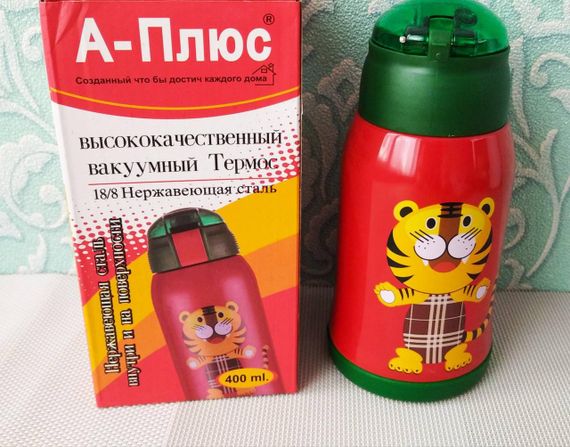 А-Плюс®
Созданный что бы достич каждого дома
высококачественный
вакуумный Термос
18/8 Нержавеющая сталь
Нержавеющая сталь
внутри и на поверхности
400 ml.